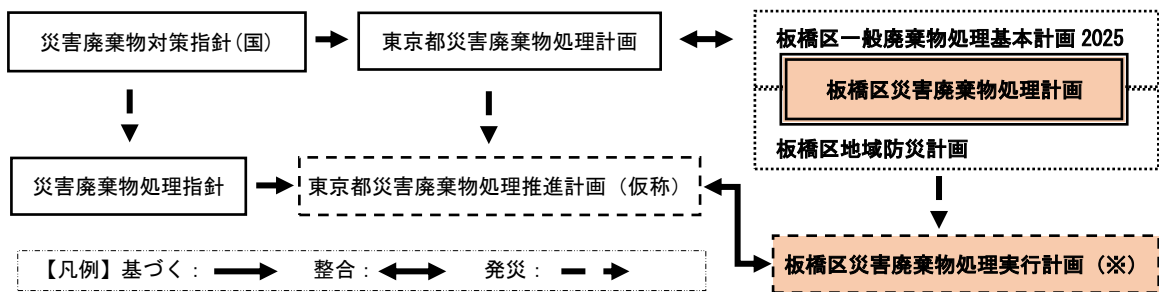 災害廃棄物対策指針(国)
東京都災害廃棄物処理計画
板橋区一般廃棄物処理基本計画 2025
板橋区災害廃棄物処理計画
板橋区地域防災計画
災害廃棄物処理指針
東京都災害廃棄物処理推進計画（仮称）
板橋区災害廃棄物処理実行計画（※）
【凡例】基づく： 整合： 発災：